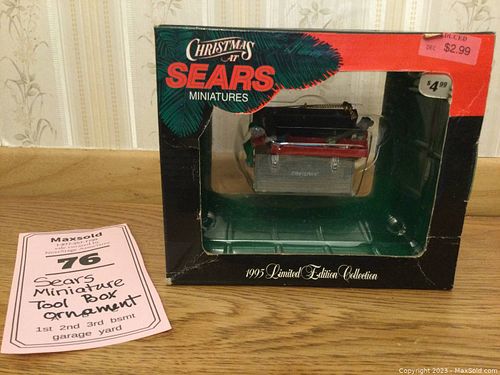 CHRISTMAS
AT
SEARS
MINIATURES
DEC $2.99
$4.99
CRAFTSMAN
1995 Limited Edition Collection
Maxsold
76
Sears
Miniature
Tool Box
ornament
1st 2nd 3rd bsmt
garage yard
Copyright 2023 - MaxSold.com